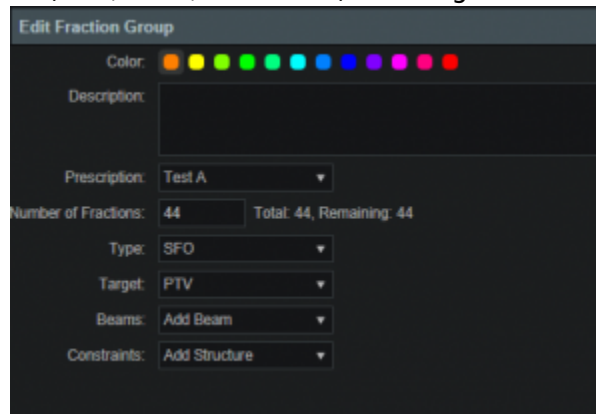 Edit Fraction Group
Color:
Description:
Prescription: Test A
Number of Fractions: 44 Total: 44, Remaining: 44
Type: SFO
Target: PTV
Beams: Add Beam
Constraints: Add Structure